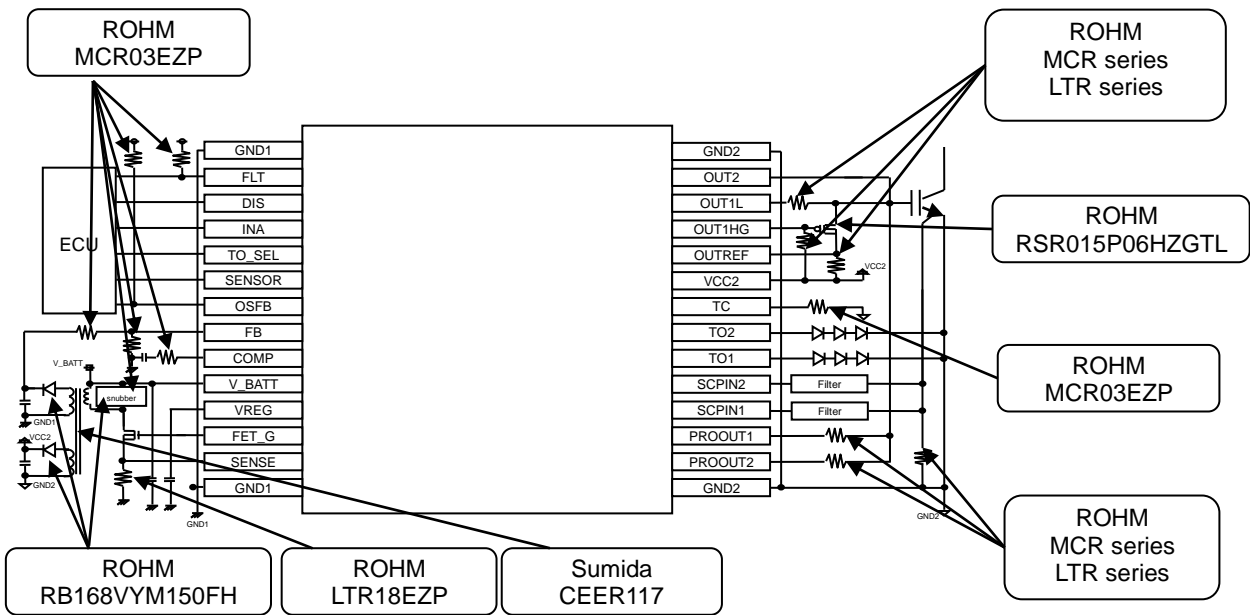 ROHM
MCR03EZP
ROHM
MCR series
LTR series
GND1
FLT
DIS
INA
TO_SEL
SENSOR
OSFB
FB
COMP
V_BATT
VREG
FET_G
SENSE
GND1
ECU
V_BATT
snubber
GND1
VCC2
GND2
GND1
GND2
OUT2
OUT1L
OUT1HG
OUTREF
VCC2
TC
TO2
TO1
SCPIN2
SCPIN1
PROOUT1
PROOUT2
GND2
VCC2
Filter
Filter
GND2
ROHM
RSR015P06HZGTL
ROHM
MCR03EZP
ROHM
MCR series
LTR series
ROHM
RB168VYM150FH
ROHM
LTR18EZP
Sumida
CEER117